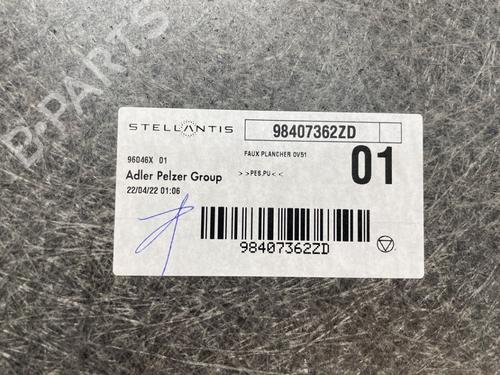 B-PARTS
STELLANTIS
98407362ZD
96046X 01
FAUX PLANCHER OV51
01
Adler Pelzer Group
>>PES,PU<<
22/04/22 01:06
98407362ZD